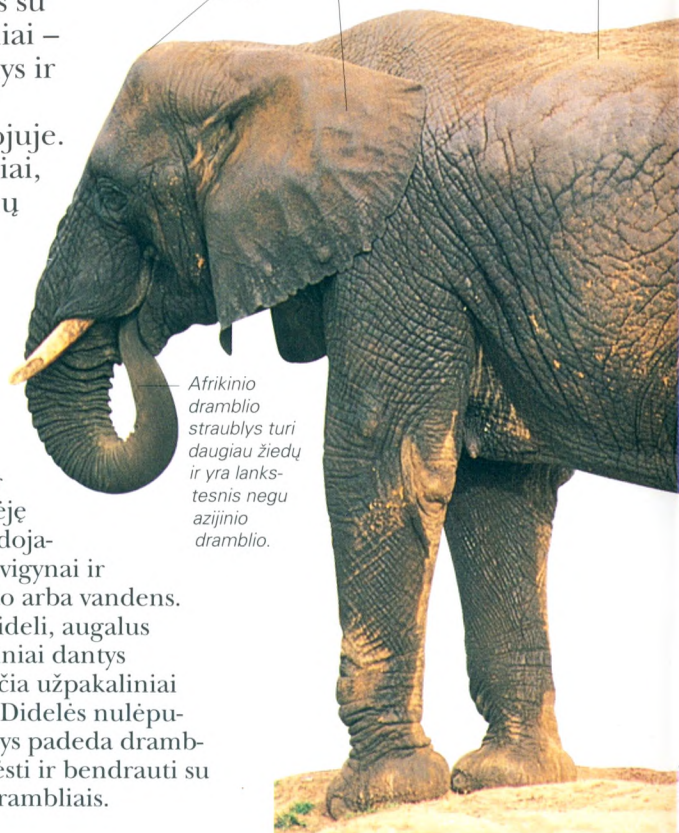 s su
iai –
ys ir
ojuje.
iai,
ų
Afrikinio
dramblio
straublys turi
daugiau žiedų
ir yra lanks-
tesnis negu
azijinio
dramblio.
ėję
doja-
vigynai ir
o arba vandens.
ideli, augalus
niai dantys
čia užpakaliniai
Didelės nulėpu-
ys padeda dramb-
ėsti ir bendrauti su
rambliais.